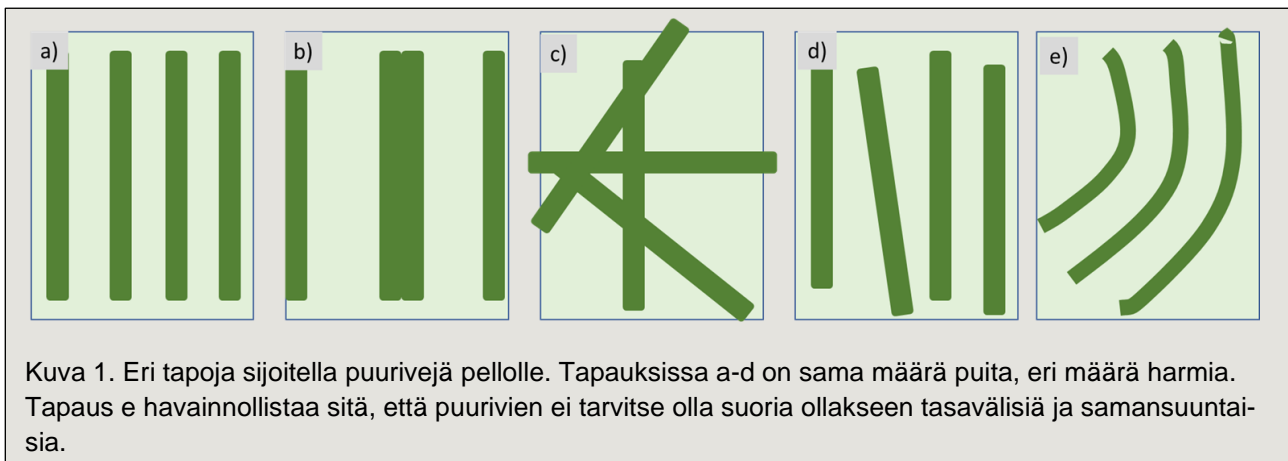 a)
b)
c)
d)
e)
Kuva 1. Eri tapoja sijoitella puurivejä pellolle. Tapauksissa a-d on sama määrä puita, eri määrä harmia.
Tapaus e havainnollistaa sitä, että puurivien ei tarvitse olla suoria ollakseen tasavälisiä ja samansuuntai-
sia.